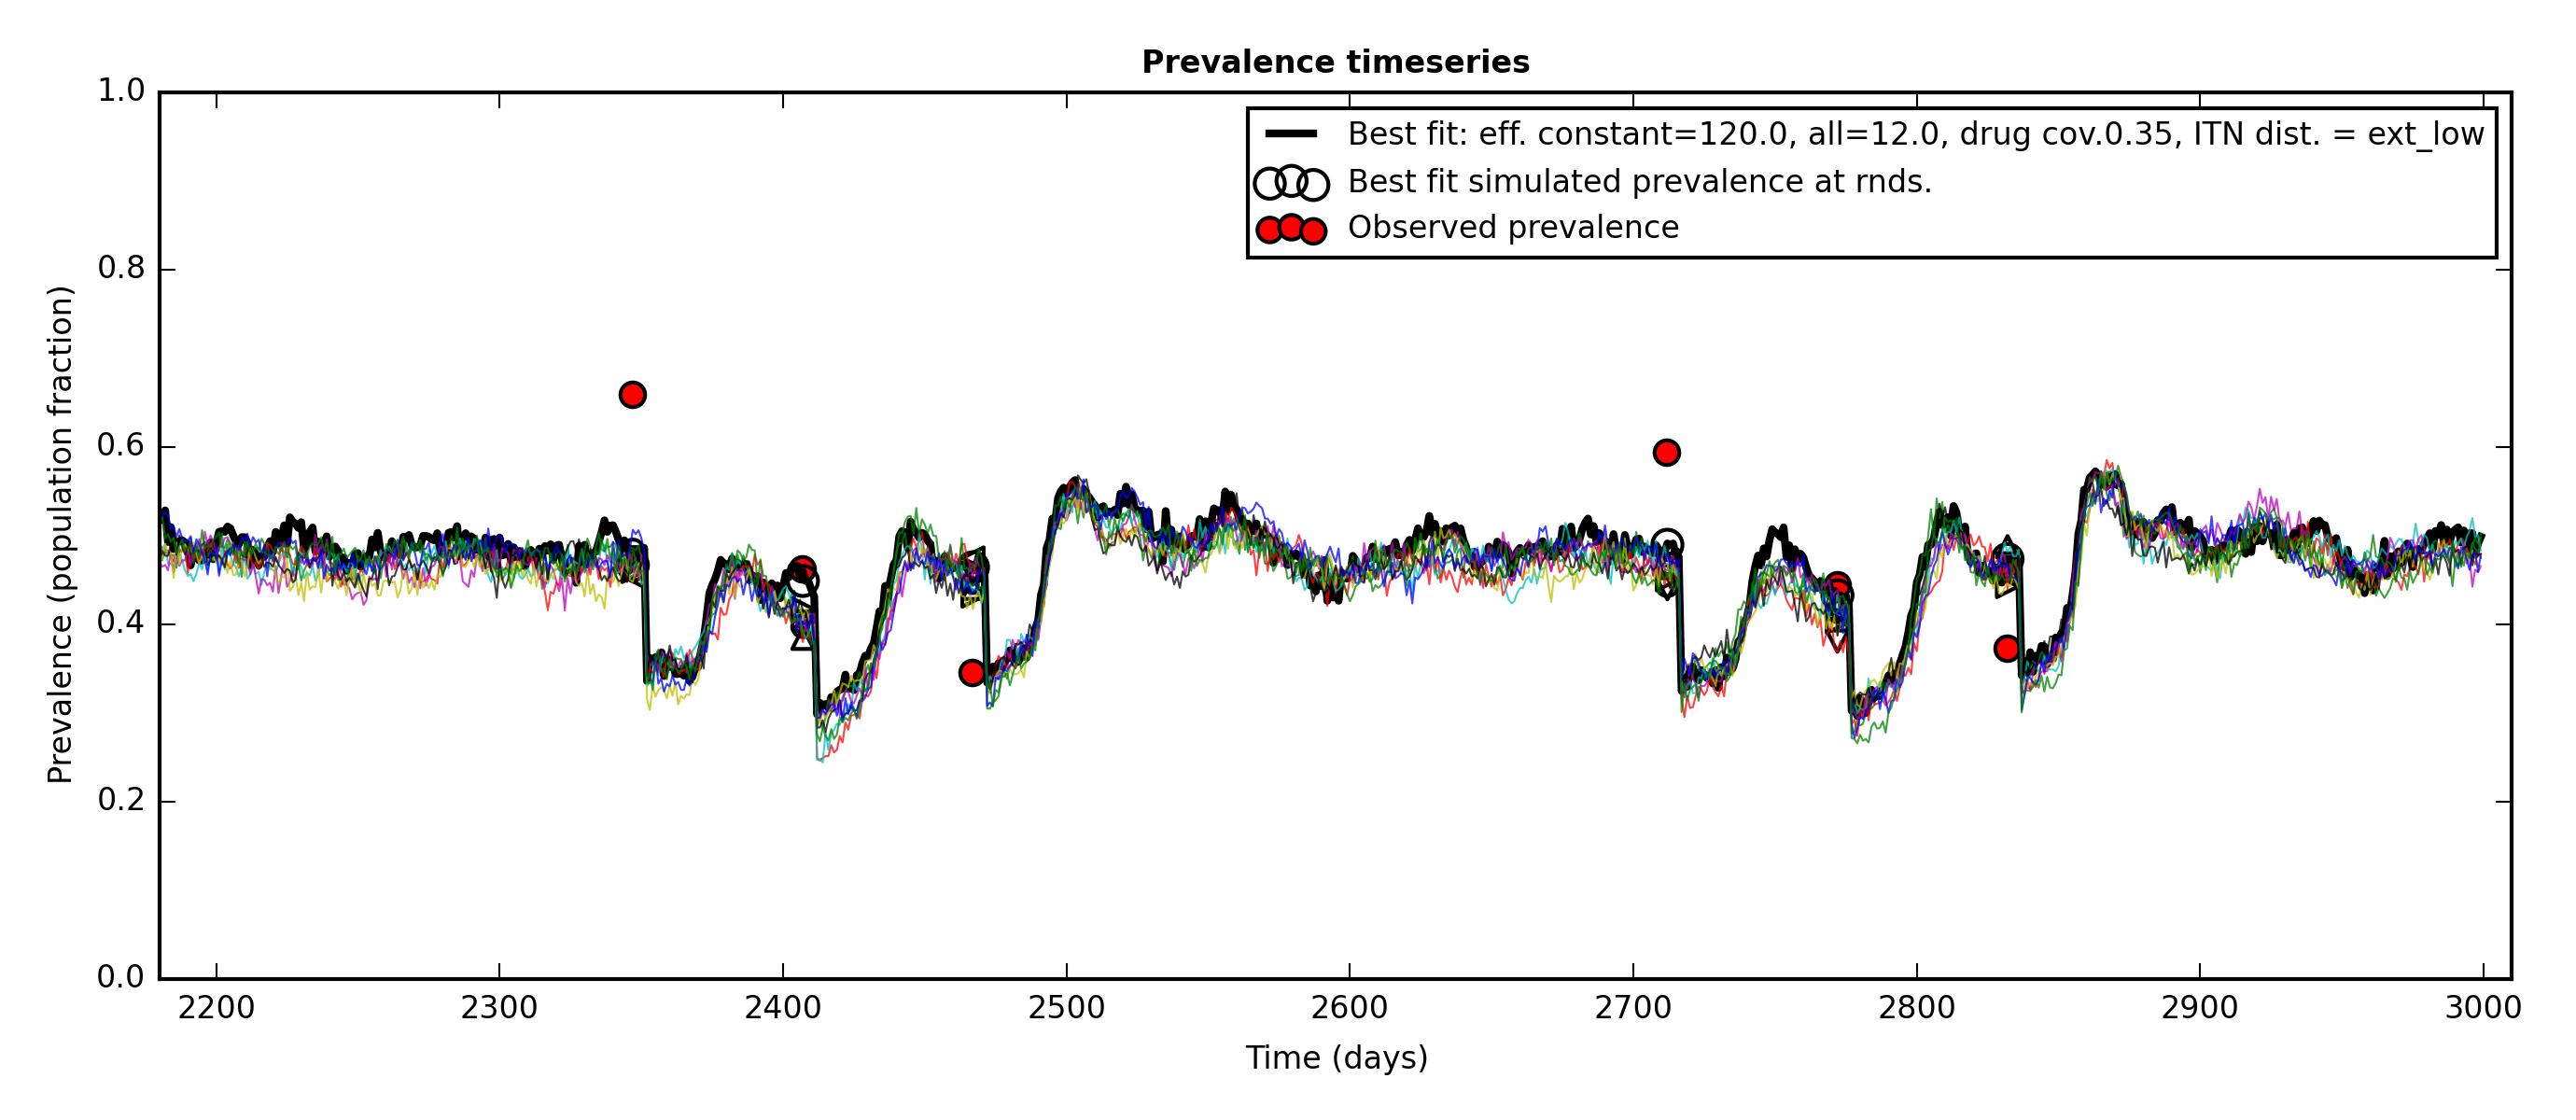 Prevalence timeseries
Best fit: eff. constant=120.0, all=12.0, drug cov.0.35, ITN dist. = ext_low
Best fit simulated prevalence at rnds.
Observed prevalence
Prevalence (population fraction)
1.0
0.8
0.6
0.4
0.2
0.0
2200 2300 2400 2500 2600 2700 2800 2900 3000
Time (days)